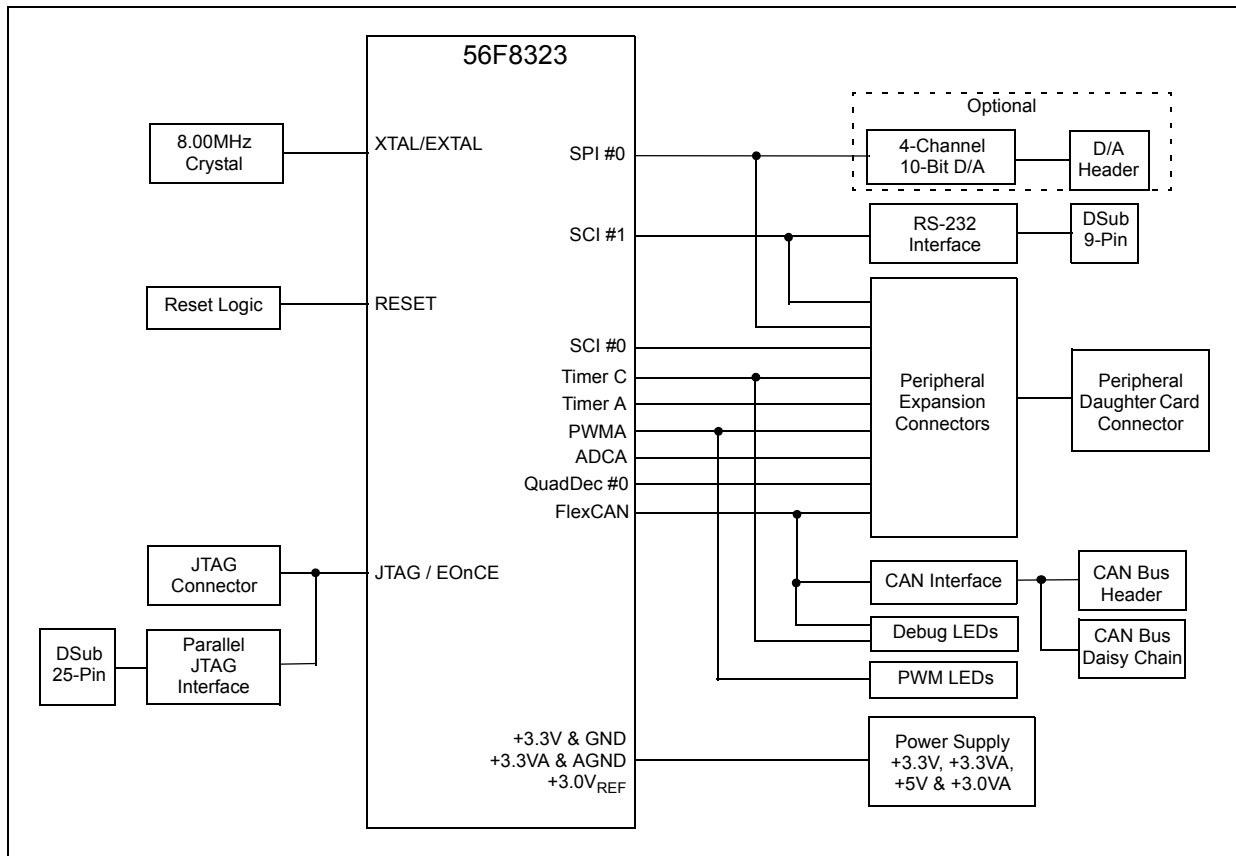 56F8323
8.00MHz
Crystal
XTAL/EXTAL
Reset Logic
RESET
JTAG
Connector
JTAG / EOnCE
DSub
25-Pin
Parallel
JTAG
Interface
SPI #0
SCI #1
SCI #0
Timer C
Timer A
PWMA
ADCA
QuadDec #0
FlexCAN
+3.3V & GND
+3.3VA & AGND
+3.0VREF
Optional
4-Channel
10-Bit D/A
D/A
Header
RS-232
Interface
DSub
9-Pin
Peripheral
Expansion
Connectors
Peripheral
Daughter Card
Connector
CAN Interface
CAN Bus
Header
CAN Bus
Daisy Chain
Debug LEDs
PWM LEDs
Power Supply
+3.3V, +3.3VA,
+5V & +3.0VA